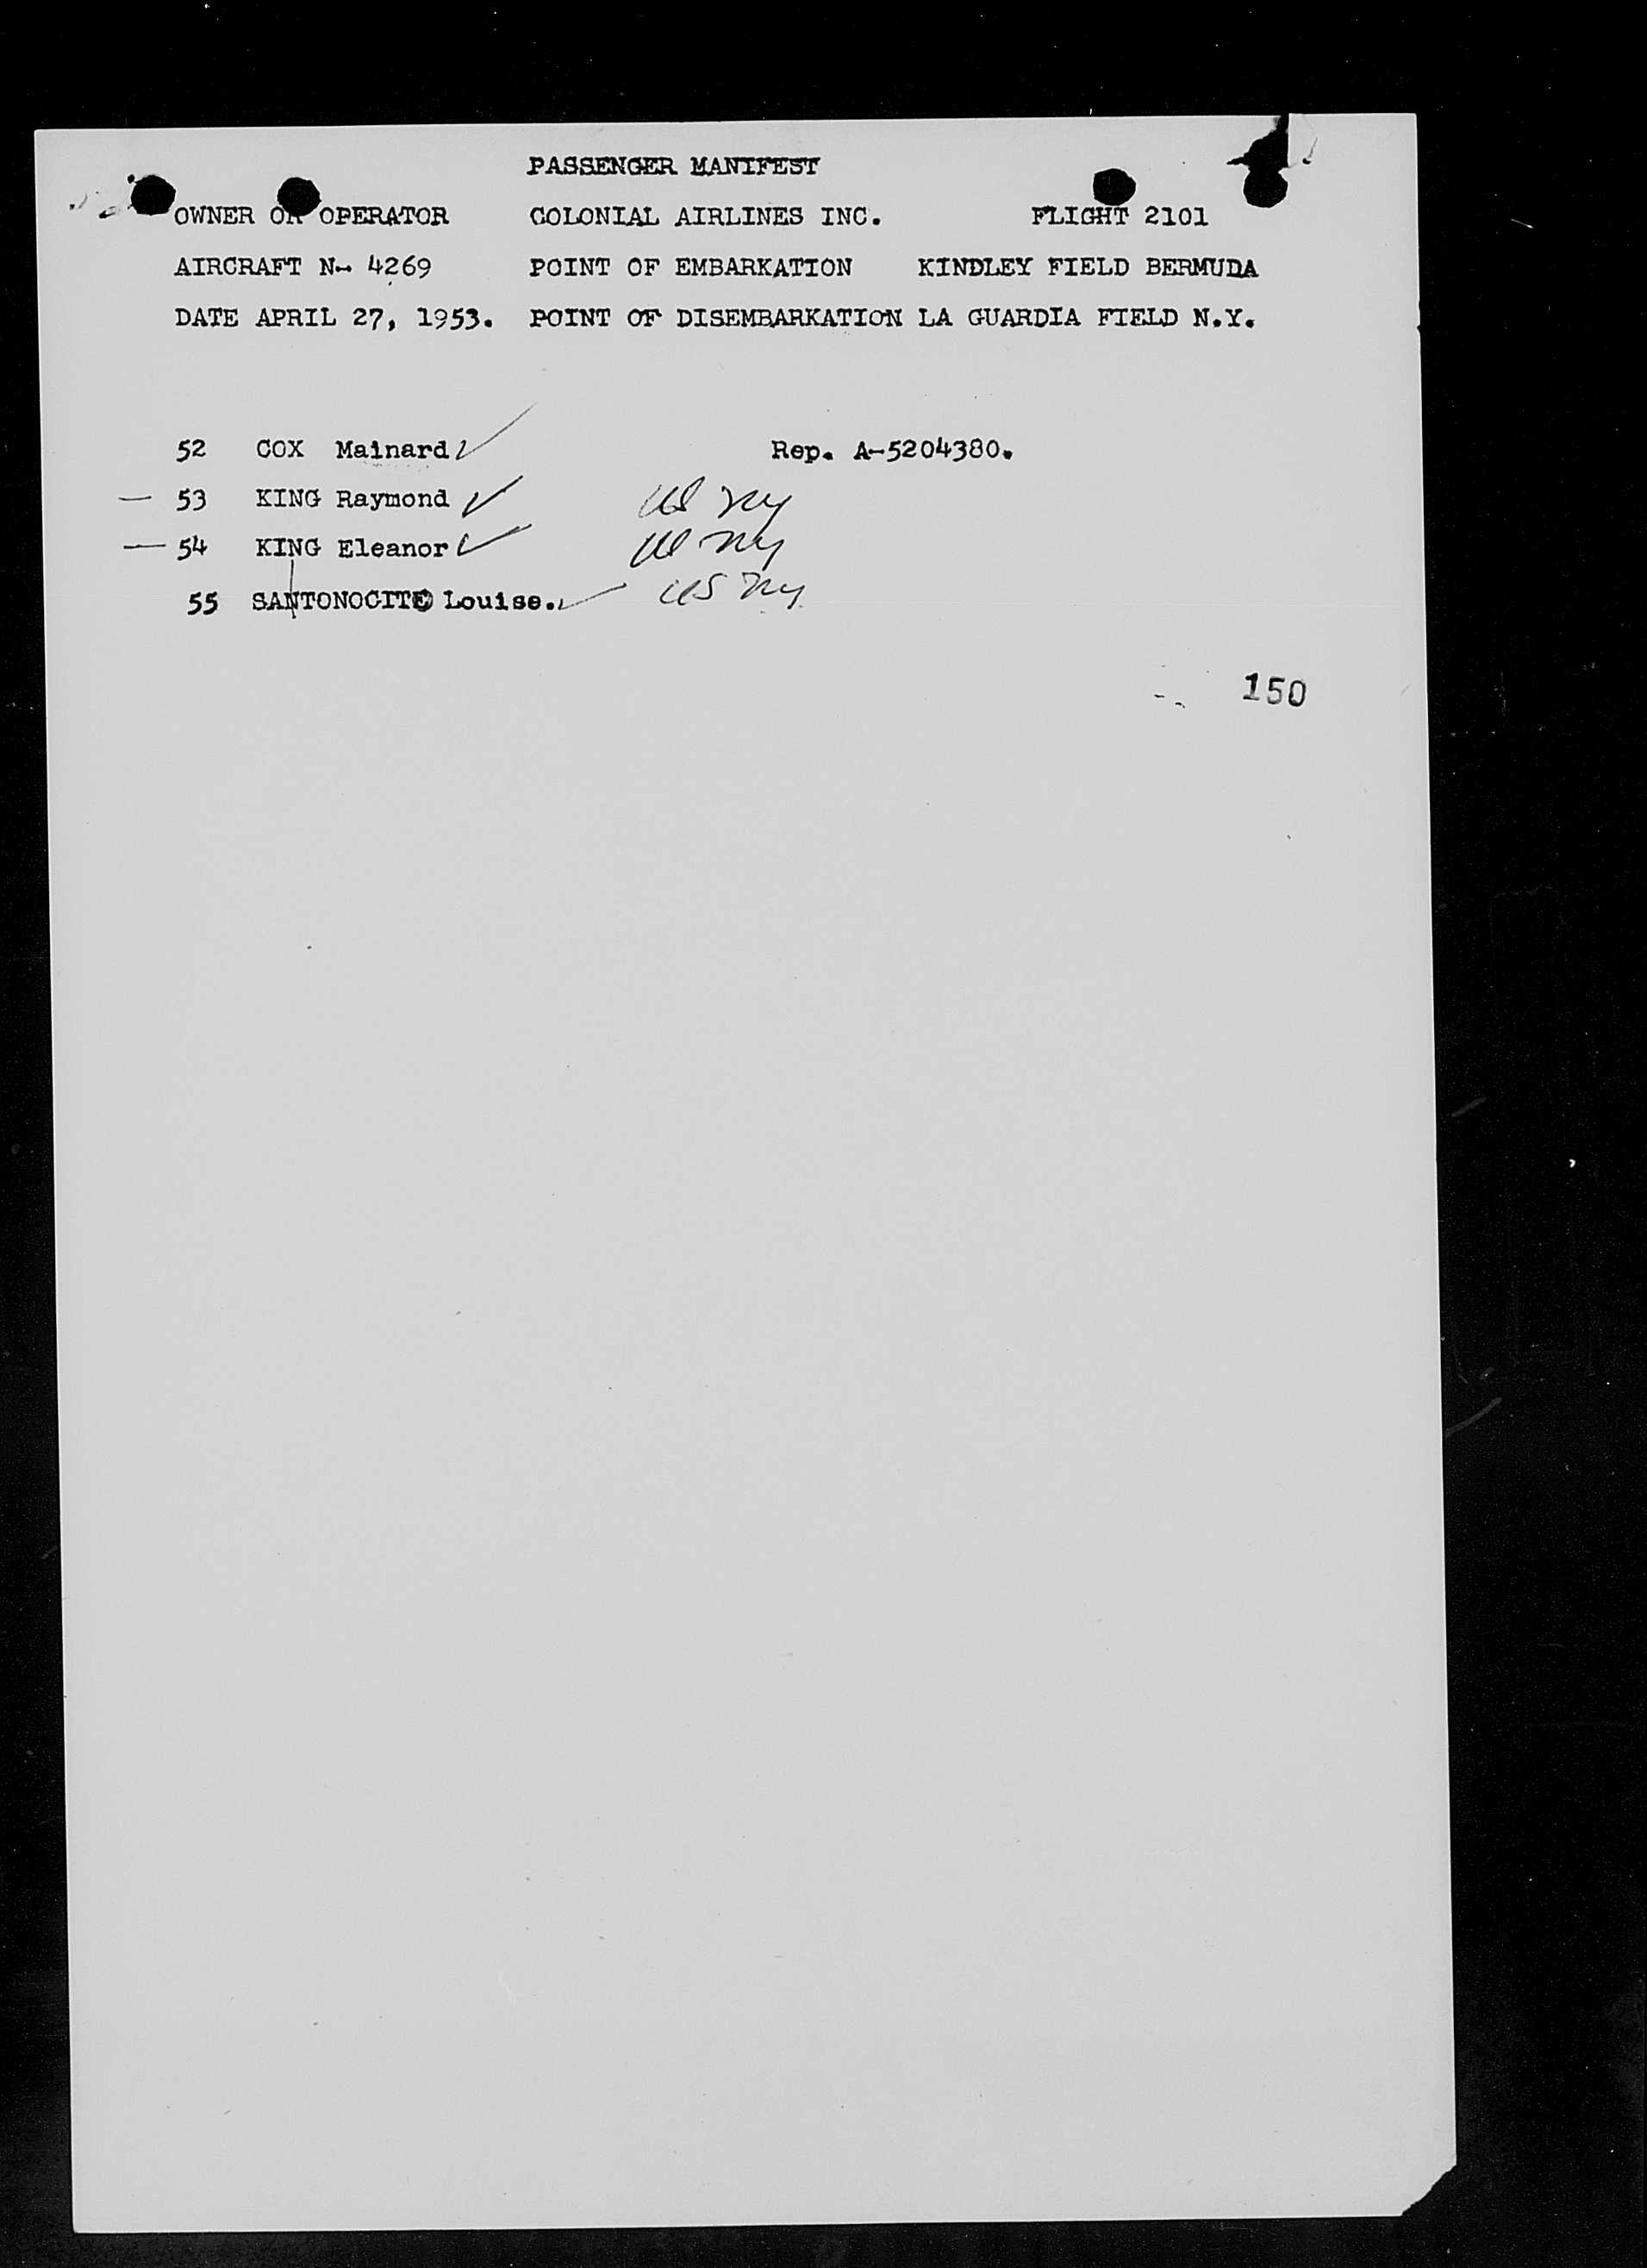 PASSENGER MANIFEST
OWNER OR OPERATOR COLONIAL AIRLINES INC. FLIGHT 2101
AIRCRAFT N- 4269 POINT OF EMBARKATION KINDLEY FIELD BERMUDA
DATE APRIL 27, 1953. POINT OF DISEMBARKATION LA GUARDIA FIELD N.Y.
52 COX Mainard Rep. A-5204380.
— 53 KING Raymond US NY
— 54 KING Eleanor US NY
55 SANTONOCITO Louise. US NY
150